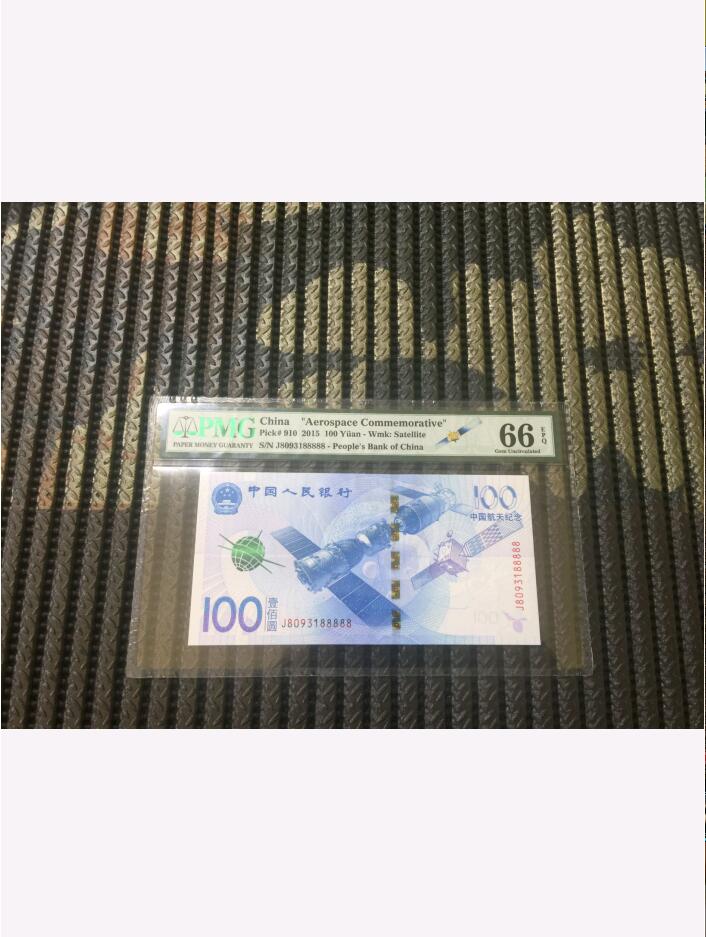 PMG
PAPER MONEY GUARANTY
China "Aerospace Commemorative"
Pick# 910 2015 100 Yüan - Wmk: Satellite
S/N J8093188888 - People's Bank of China
66
EPQ
Gem Uncirculated
中国人民银行
100
中国航天纪念
J8093188888
100
壹佰圆
J8093188888
100